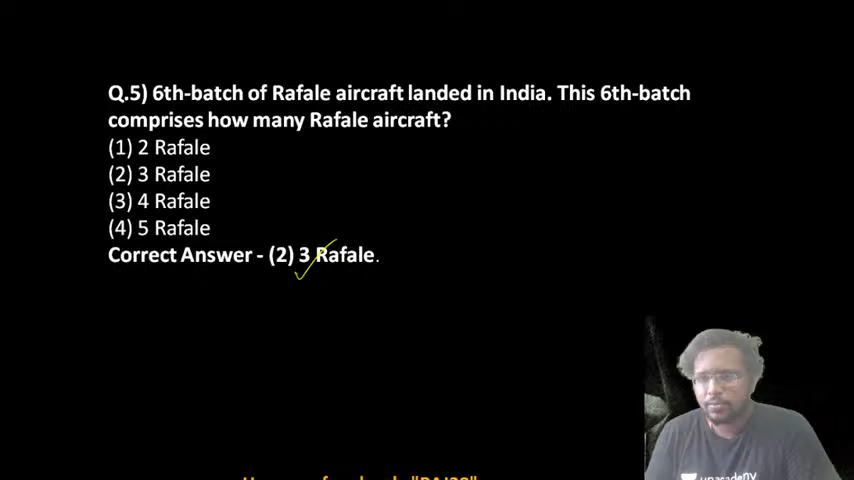 Q.5) 6th-batch of Rafale aircraft landed in India. This 6th-batch
comprises how many Rafale aircraft?
(1) 2 Rafale
(2) 3 Rafale
(3) 4 Rafale
(4) 5 Rafale
Correct Answer - (2) 3 Rafale.
unacademy